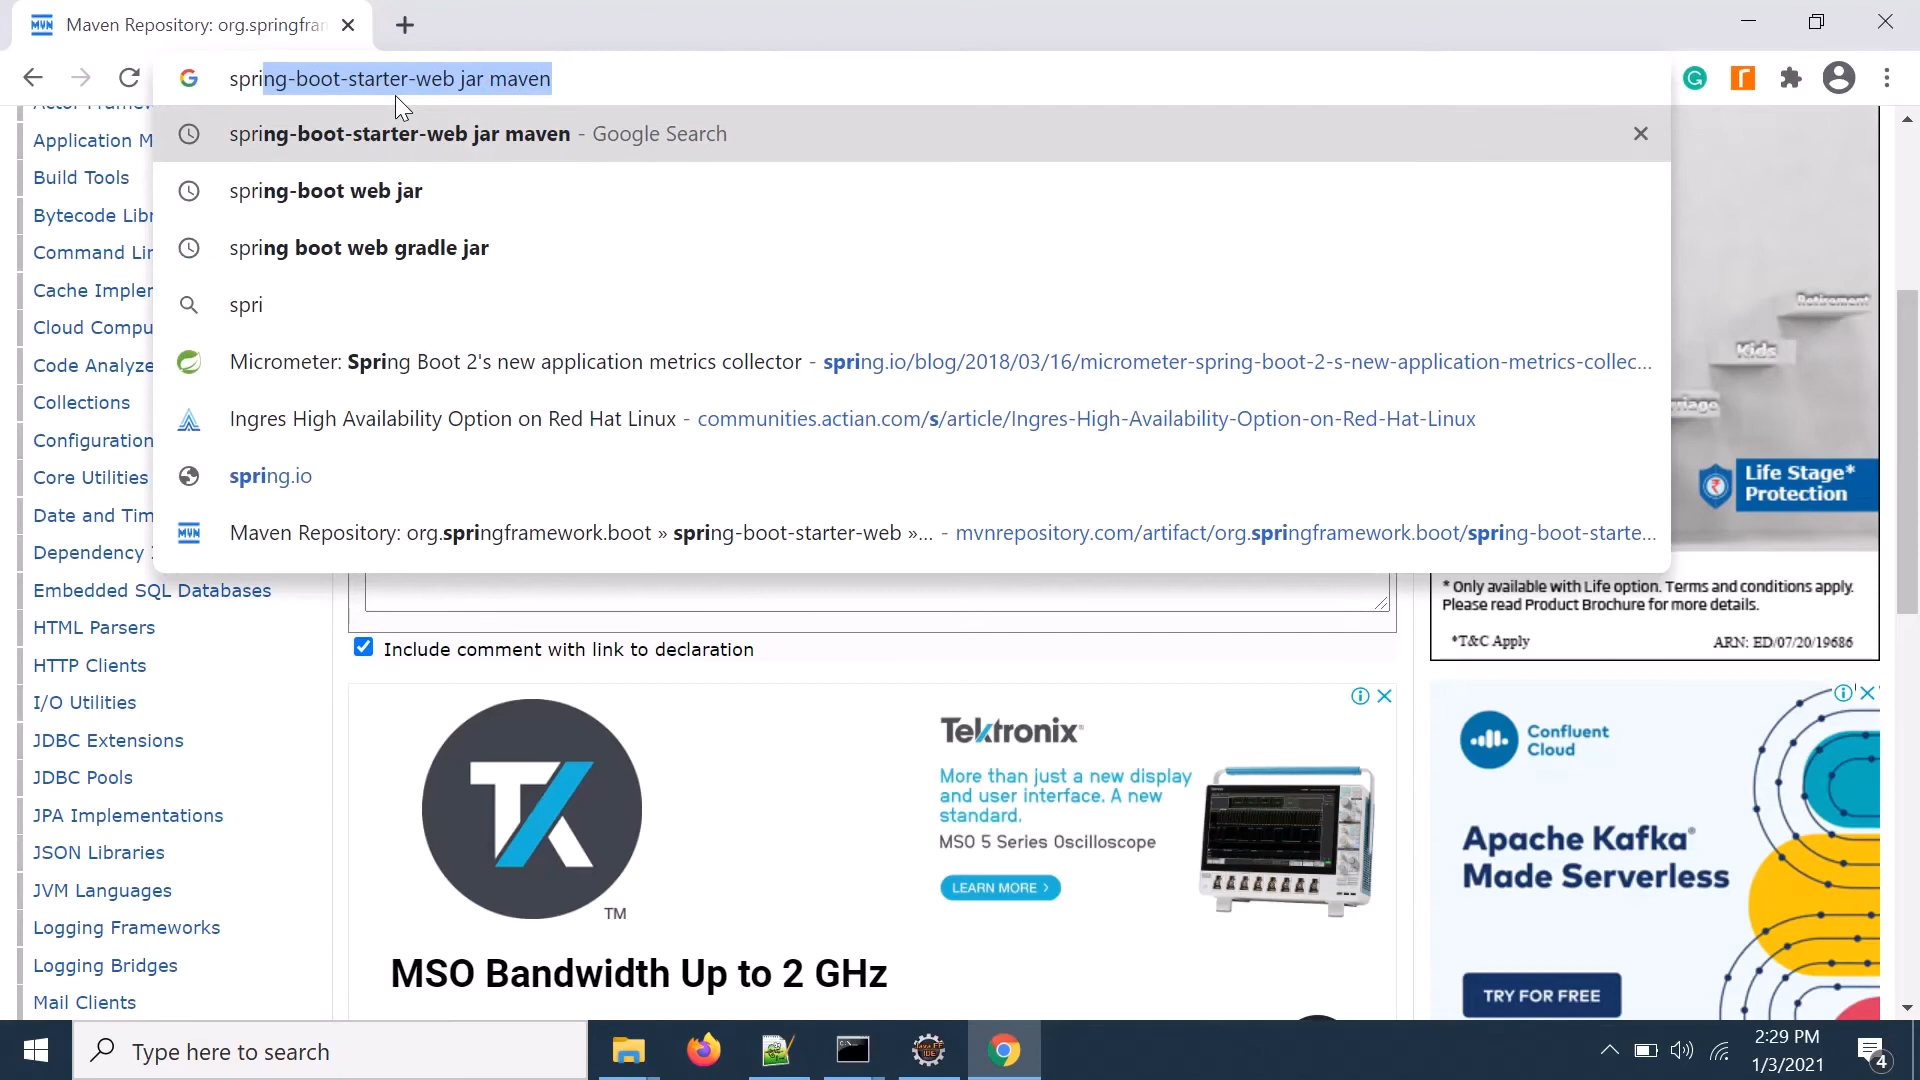 Maven Repository: org.springfran
spring-boot-starter-web jar maven
spring-boot-starter-web jar maven - Google Search
spring-boot web jar
spring boot web gradle jar
spri
Micrometer: Spring Boot 2's new application metrics collector - spring.io/blog/2018/03/16/micrometer-spring-boot-2-s-new-application-metrics-collec...
Ingres High Availability Option on Red Hat Linux - communities.actian.com/s/article/Ingres-High-Availability-Option-on-Red-Hat-Linux
spring.io
Maven Repository: org.springframework.boot » spring-boot-starter-web »... - mvnrepository.com/artifact/org.springframework.boot/spring-boot-starte...
Application M
Build Tools
Bytecode Libr
Command Lin
Cache Implem
Cloud Compu
Code Analyze
Collections
Configuration
Core Utilities
Date and Tim
Dependency
Embedded SQL Databases
HTML Parsers
HTTP Clients
I/O Utilities
JDBC Extensions
JDBC Pools
JPA Implementations
JSON Libraries
JVM Languages
Logging Frameworks
Logging Bridges
Mail Clients
Include comment with link to declaration
TM
Tektronix®
More than just a new display
and user interface. A new
standard.
MSO 5 Series Oscilloscope
LEARN MORE >
MSO Bandwidth Up to 2 GHz
Retirement
Kids
Life Stage*
Protection
* Only available with Life option. Terms and conditions apply.
Please read Product Brochure for more details.
*T&C Apply
ARN: ED/07/20/19686
Confluent
Cloud
Apache Kafka®
Made Serverless
TRY FOR FREE
Type here to search
2:29 PM
1/3/2021
4